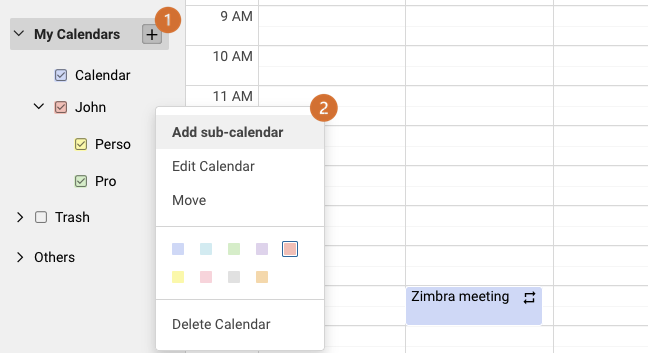 1
My Calendars
Calendar
John
Perso
Pro
Trash
Others
9 AM
10 AM
11 AM
2
Add sub-calendar
Edit Calendar
Move
Delete Calendar
Zimbra meeting